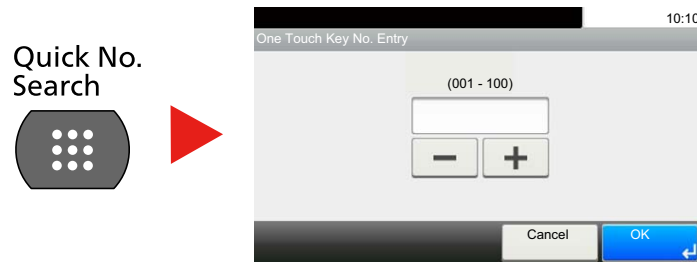 Quick No.
Search
10:10
One Touch Key No. Entry
(001 - 100)
Cancel
OK